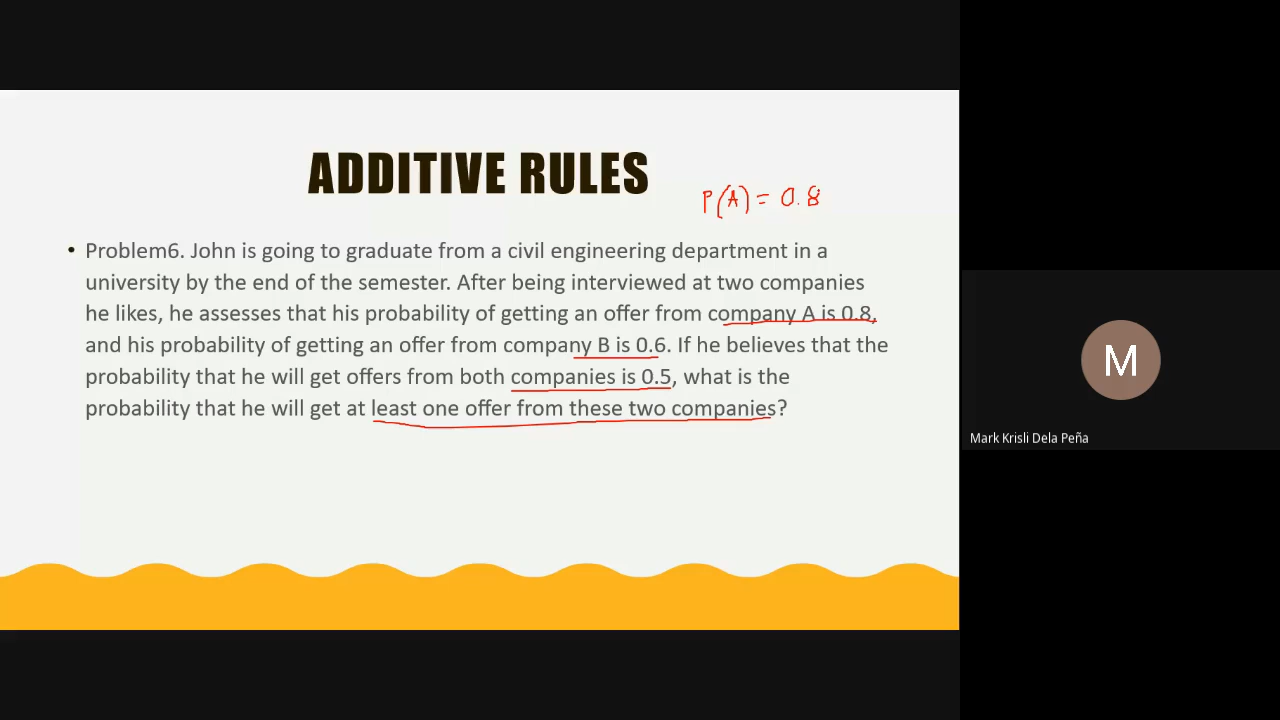 ADDITIVE RULES
P(A) = 0.8
• Problem6. John is going to graduate from a civil engineering department in a
university by the end of the semester. After being interviewed at two companies
he likes, he assesses that his probability of getting an offer from company A is 0.8,
and his probability of getting an offer from company B is 0.6. If he believes that the
probability that he will get offers from both companies is 0.5, what is the
probability that he will get at least one offer from these two companies?
M
Mark Krisli Dela Peña